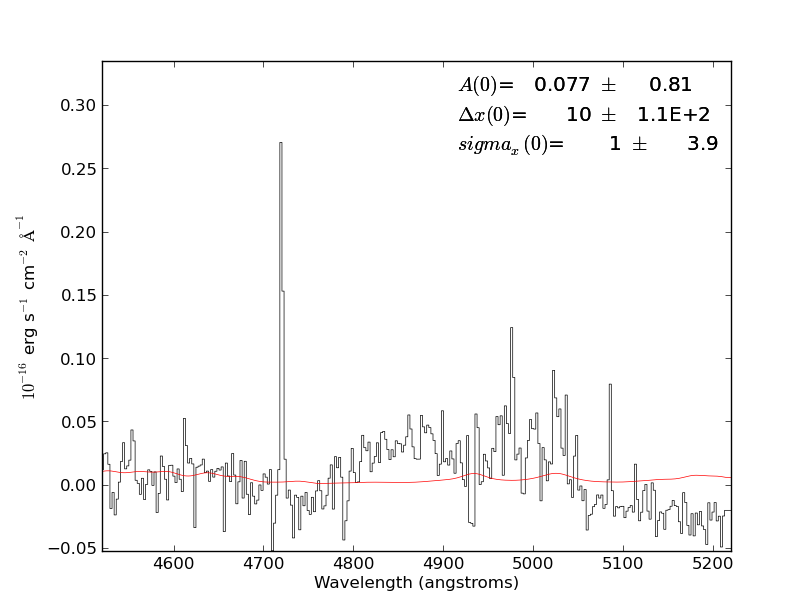 A(0)= 0.077 ± 0.81
Δx(0)= 10 ± 1.1E+2
sigmaₓ(0)= 1 ± 3.9
0.30
0.25
0.20
0.15
0.10
0.05
0.00
−0.05
10⁻¹⁶ erg s⁻¹ cm⁻² Å⁻¹
4600 4700 4800 4900 5000 5100 5200
Wavelength (angstroms)